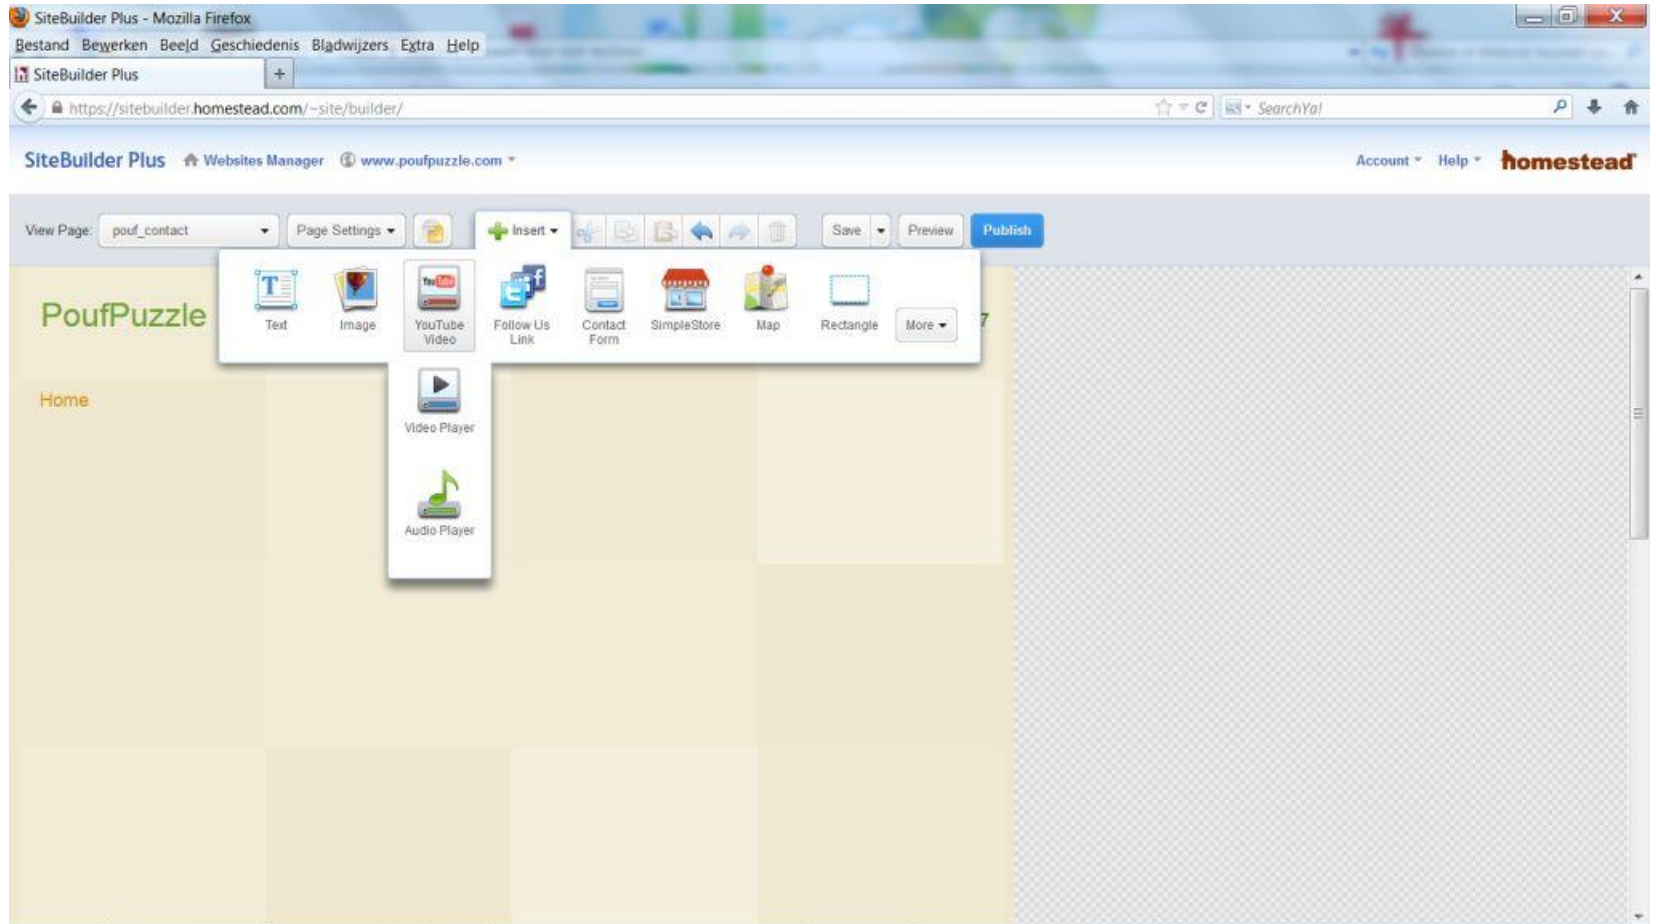 SiteBuilder Plus - Mozilla Firefox
Bestand Bewerken Beeld Geschiedenis Bladwijzers Extra Help
SiteBuilder Plus
+
https://sitebuilder.homestead.com/~site/builder/
SearchYa!
SiteBuilder Plus Websites Manager www.poufpuzzle.com
Account Help homestead
View Page: pouf_contact Page Settings Insert Save Preview Publish
PoufPuzzle
Text Image YouTube Video Follow Us Link Contact Form SimpleStore Map Rectangle More
7
Home
Video Player
Audio Player